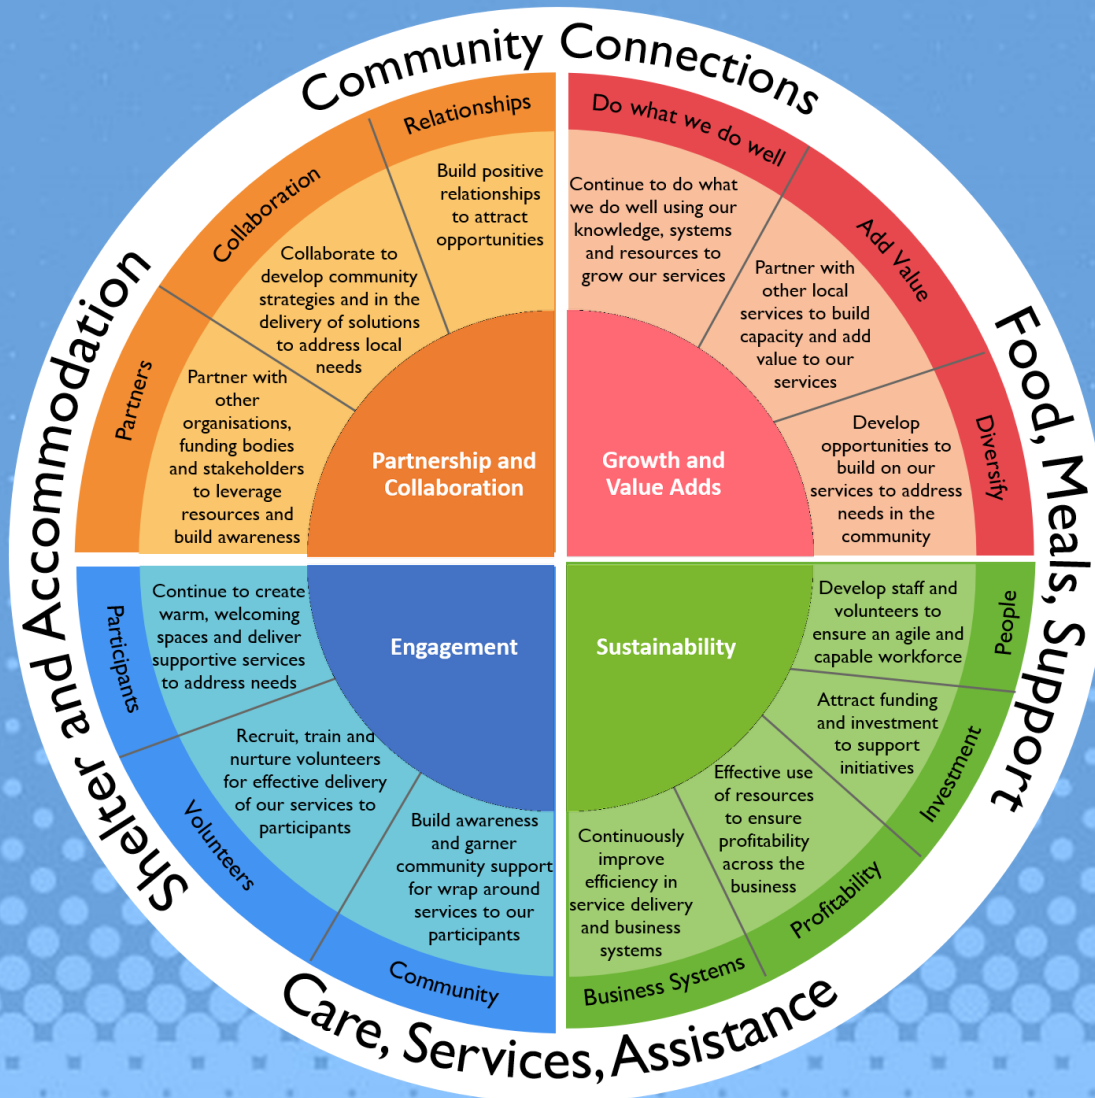 Community Connections
Food, Meals, Support
Care, Services, Assistance
Shelter and Accommodation
Partnership and
Collaboration
Partners
Partner with
other
organisations,
funding bodies
and stakeholders
to leverage
resources and
build awareness
Collaboration
Collaborate to
develop community
strategies and in the
delivery of solutions
to address local
needs
Relationships
Build positive
relationships
to attract
opportunities
Growth and
Value Adds
Do what we do well
Continue to do what
we do well using our
knowledge, systems
and resources to
grow our services
Add Value
Partner with
other local
services to build
capacity and add
value to our
services
Diversify
Develop
opportunities to
build on our
services to address
needs in the
community
Sustainability
People
Develop staff and
volunteers to
ensure an agile and
capable workforce
Investment
Attract funding
and investment
to support
initiatives
Profitability
Effective use
of resources
to ensure
profitability
across the
business
Business Systems
Continuously
improve
efficiency in
service delivery
and business
systems
Engagement
Community
Build awareness
and garner
community support
for wrap around
services to our
participants
Volunteers
Recruit, train and
nurture volunteers
for effective delivery
of our services to
participants
Participants
Continue to create
warm, welcoming
spaces and deliver
supportive services
to address needs